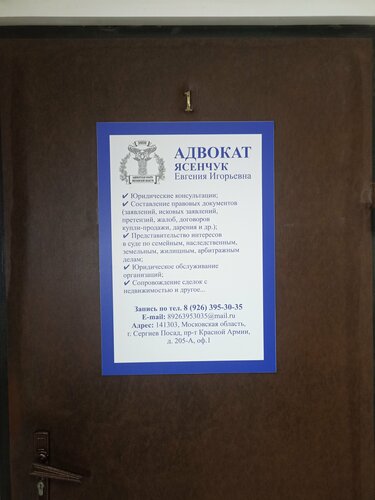 1
АДВОКАТ
ЯСЕНЧУК
Евгения Игорьевна
✔ Юридические консультации;
✔ Составление правовых документов
(заявлений, исковых заявлений,
претензий, жалоб, договоров
купли-продажи, дарения и др.);
✔ Представительство интересов
в суде по семейным, наследственным,
земельным, жилищным, арбитражным
делам;
✔ Юридическое обслуживание
организаций;
✔ Сопровождение сделок с
недвижимостью и другое...
Запись по тел. 8 (926) 395-30-35
E-mail: 89263953035@mail.ru
Адрес: 141303, Московская область,
г. Сергиев Посад, пр-т Красной Армии,
д. 205-А, оф.1